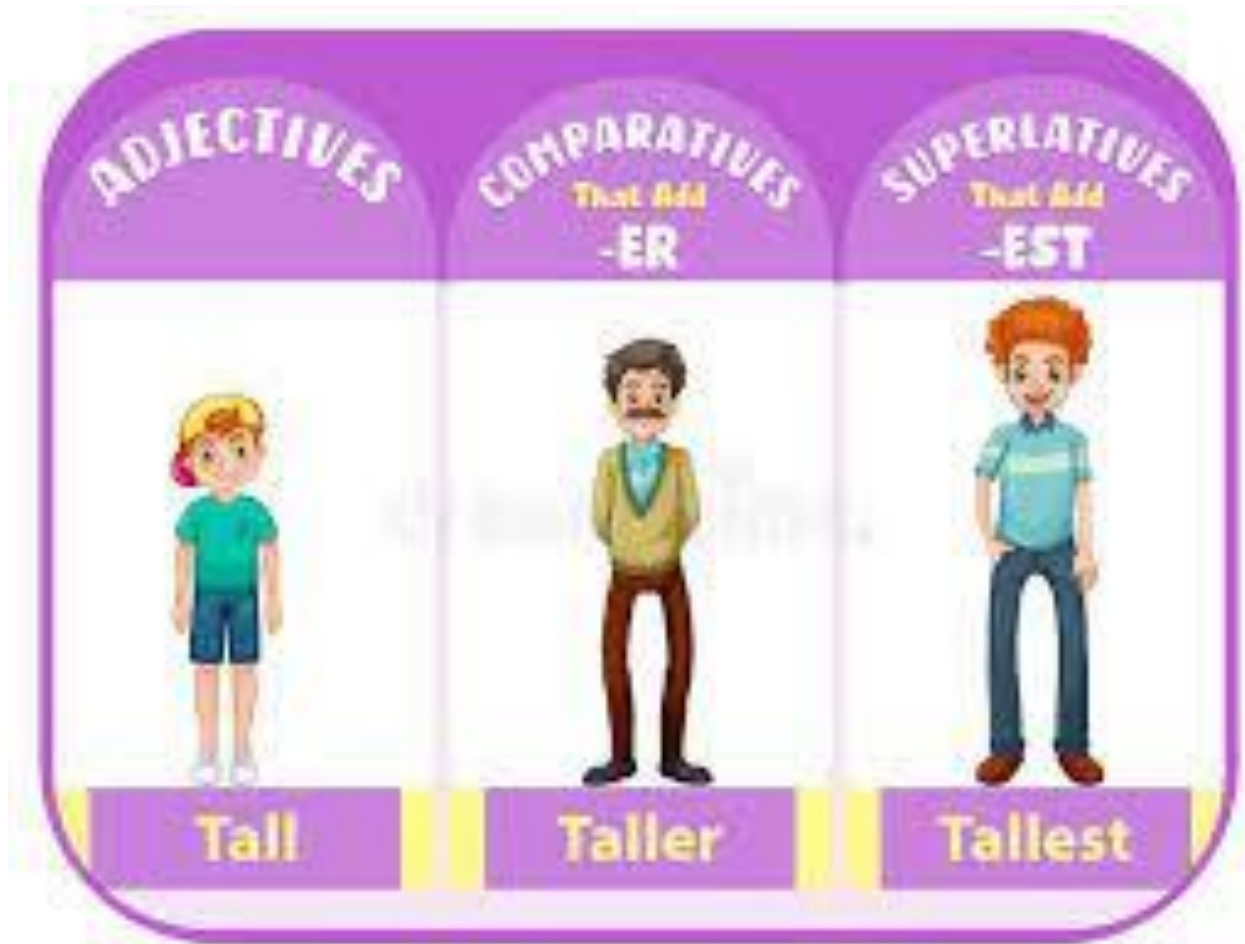 ADJECTIVES
COMPARATIVES
That Add
-ER
SUPERLATIVES
That Add
-EST
Tall
Taller
Tallest